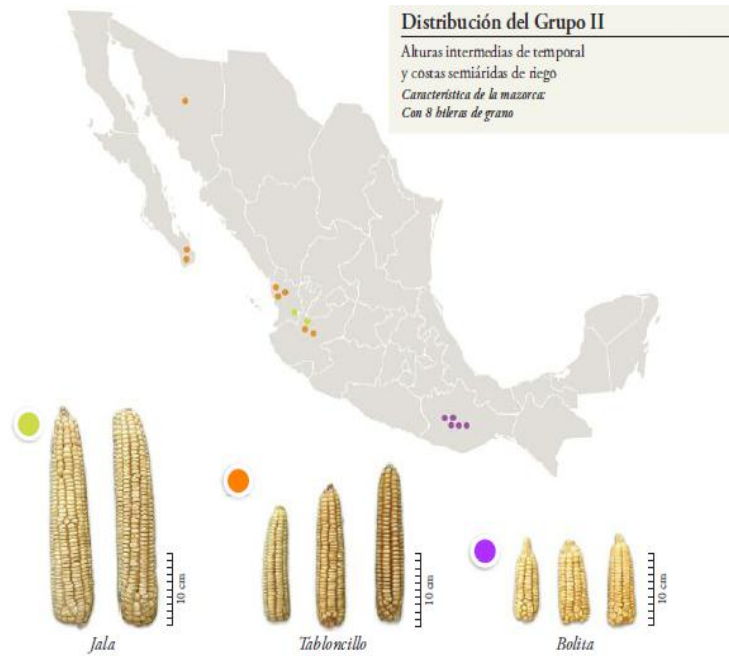 Distribución del Grupo II
Alturas intermedias de temporal
y costas semiáridas de riego
Característica de la mazorca:
Con 8 hileras de grano
10 cm
Jala
10 cm
Tabloncillo
10 cm
Bolita